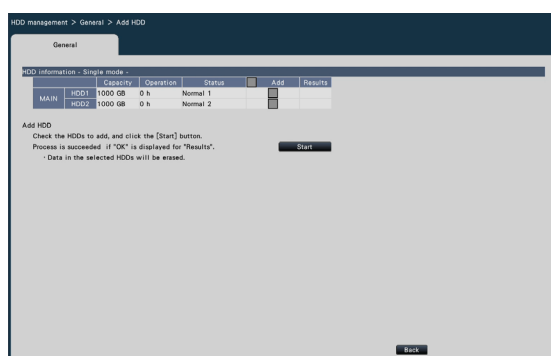 HDD management > General > Add HDD
General
HDD information - Single mode -
Capacity Operation Status Add Results
MAIN HDD1 1000 GB 0 h Normal 1
HDD2 1000 GB 0 h Normal 2
Add HDD
Check the HDDs to add, and click the [Start] button.
Process is succeeded if "OK" is displayed for "Results". Start
・Data in the selected HDDs will be erased.
Back